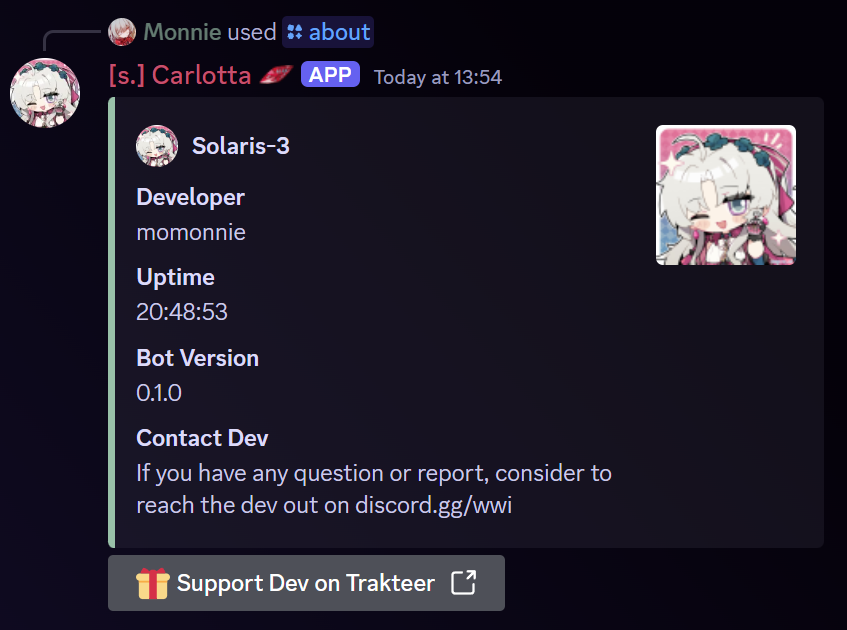 Monnie used about
[s.] Carlotta APP Today at 13:54
Solaris-3
Developer
momonnie
Uptime
20:48:53
Bot Version
0.1.0
Contact Dev
If you have any question or report, consider to
reach the dev out on discord.gg/wwi
Support Dev on Trakteer